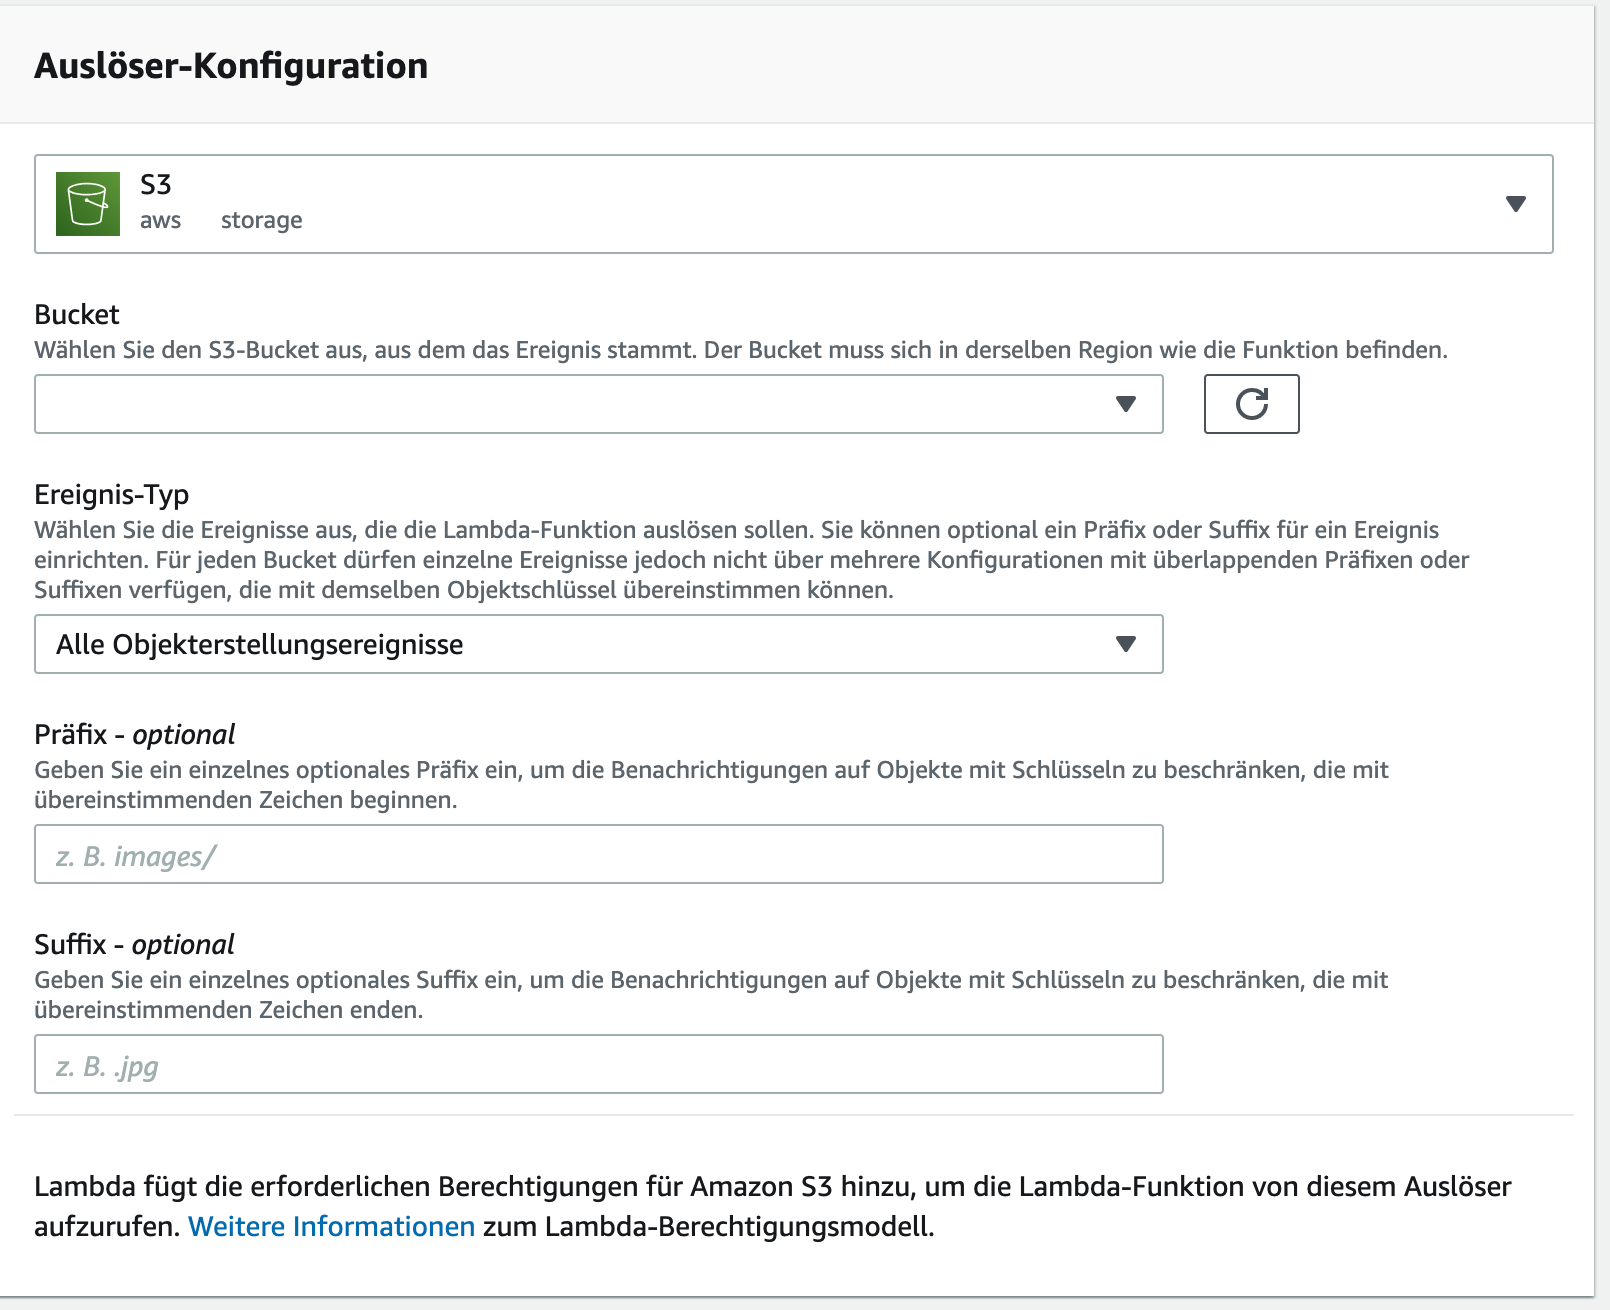 Auslöser-Konfiguration
S3
aws storage
Bucket
Wählen Sie den S3-Bucket aus, aus dem das Ereignis stammt. Der Bucket muss sich in derselben Region wie die Funktion befinden.
Ereignis-Typ
Wählen Sie die Ereignisse aus, die die Lambda-Funktion auslösen sollen. Sie können optional ein Präfix oder Suffix für ein Ereignis
einrichten. Für jeden Bucket dürfen einzelne Ereignisse jedoch nicht über mehrere Konfigurationen mit überlappenden Präfixen oder
Suffixen verfügen, die mit demselben Objektschlüssel übereinstimmen können.
Alle Objekterstellungsereignisse
Präfix - optional
Geben Sie ein einzelnes optionales Präfix ein, um die Benachrichtigungen auf Objekte mit Schlüsseln zu beschränken, die mit
übereinstimmenden Zeichen beginnen.
z. B. images/
Suffix - optional
Geben Sie ein einzelnes optionales Suffix ein, um die Benachrichtigungen auf Objekte mit Schlüsseln zu beschränken, die mit
übereinstimmenden Zeichen enden.
z. B. .jpg
Lambda fügt die erforderlichen Berechtigungen für Amazon S3 hinzu, um die Lambda-Funktion von diesem Auslöser
aufzurufen. Weitere Informationen zum Lambda-Berechtigungsmodell.